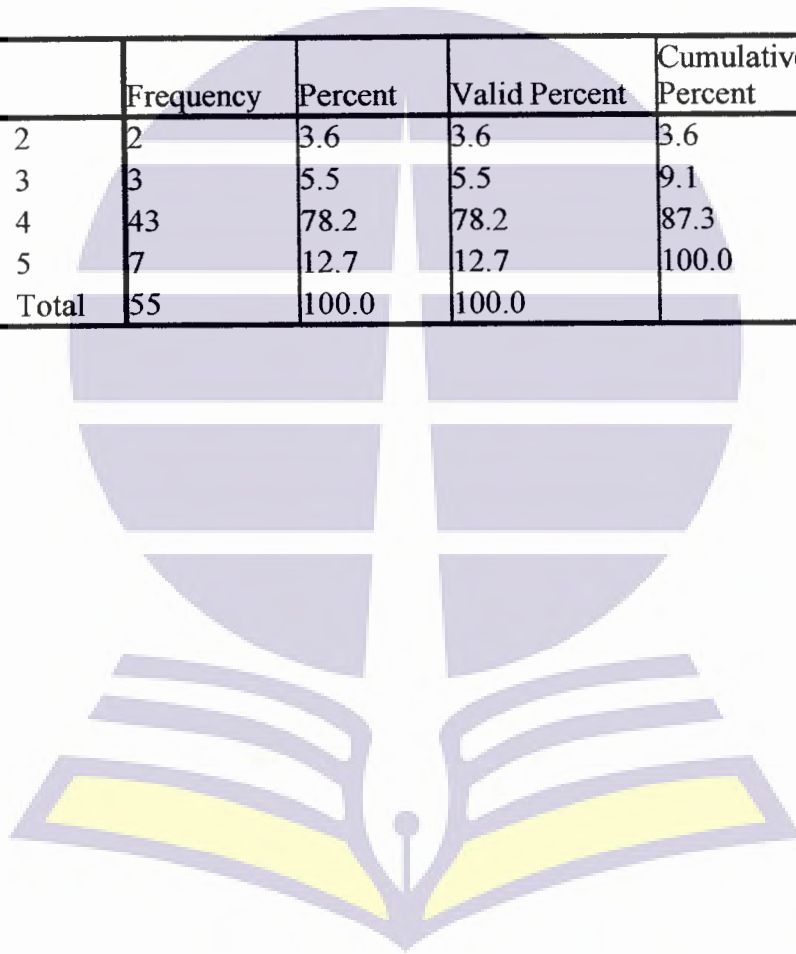 Frequency Percent Valid Percent Cumulative Percent
2 2 3.6 3.6 3.6
3 3 5.5 5.5 9.1
4 43 78.2 78.2 87.3
5 7 12.7 12.7 100.0
Total 55 100.0 100.0